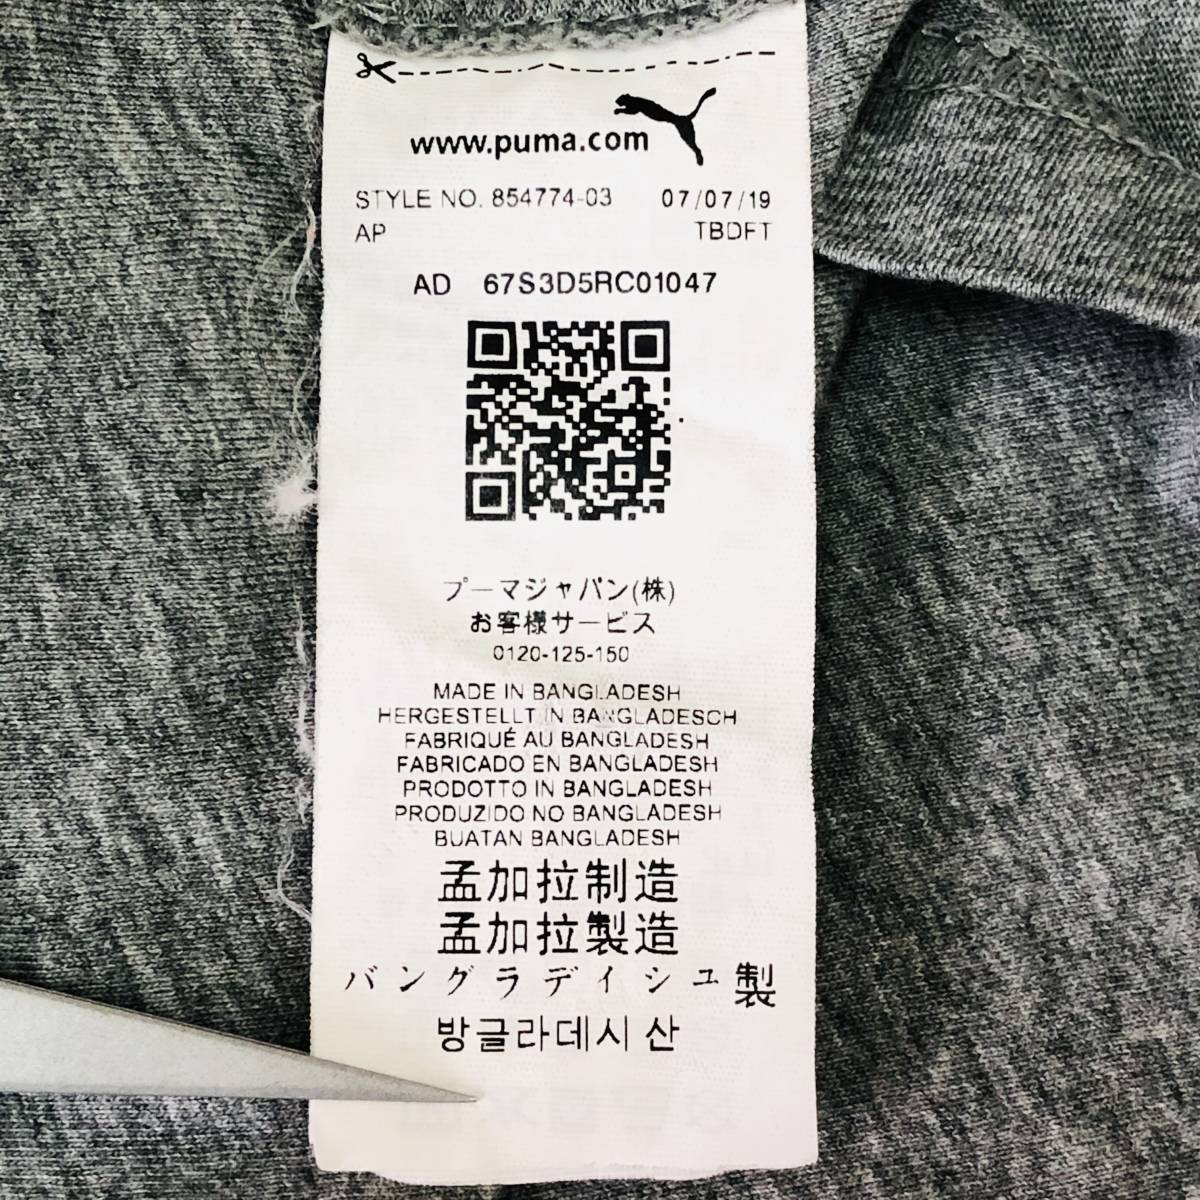 www.puma.com
STYLE NO. 854774-03 07/07/19
AP TBDFT
AD 67S3D5RC01047
プーマジャパン(株)
お客様サービス
0120-125-150
MADE IN BANGLADESH
HERGESTELLT IN BANGLADESCH
FABRIQUÉ AU BANGLADESH
FABRICADO EN BANGLADESH
PRODOTTO IN BANGLADESH
PRODUZIDO NO BANGLADESH
BUATAN BANGLADESH
孟加拉制造
孟加拉製造
バングラデイシュ製
방글라데시 산